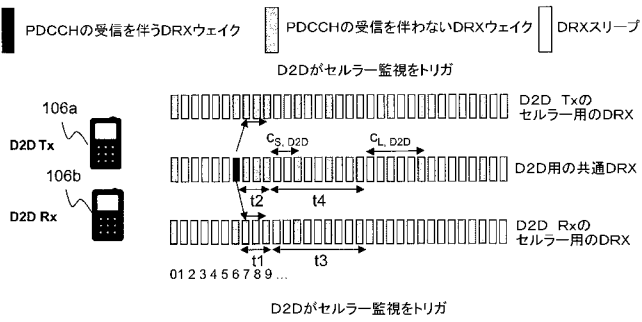 PDCCHの受信を伴うDRXウェイク
PDCCHの受信を伴わないDRXウェイク
DRXスリープ
D2Dがセルラー監視をトリガ
106a
D2D Tx
D2D Txの
セルラー用のDRX
CS, D2D
CL, D2D
D2D用の共通DRX
t2
t4
106b
D2D Rx
D2D Rxの
セルラー用のDRX
t1
t3
0 1 2 3 4 5 6 7 8 9 ...
D2Dがセルラー監視をトリガ